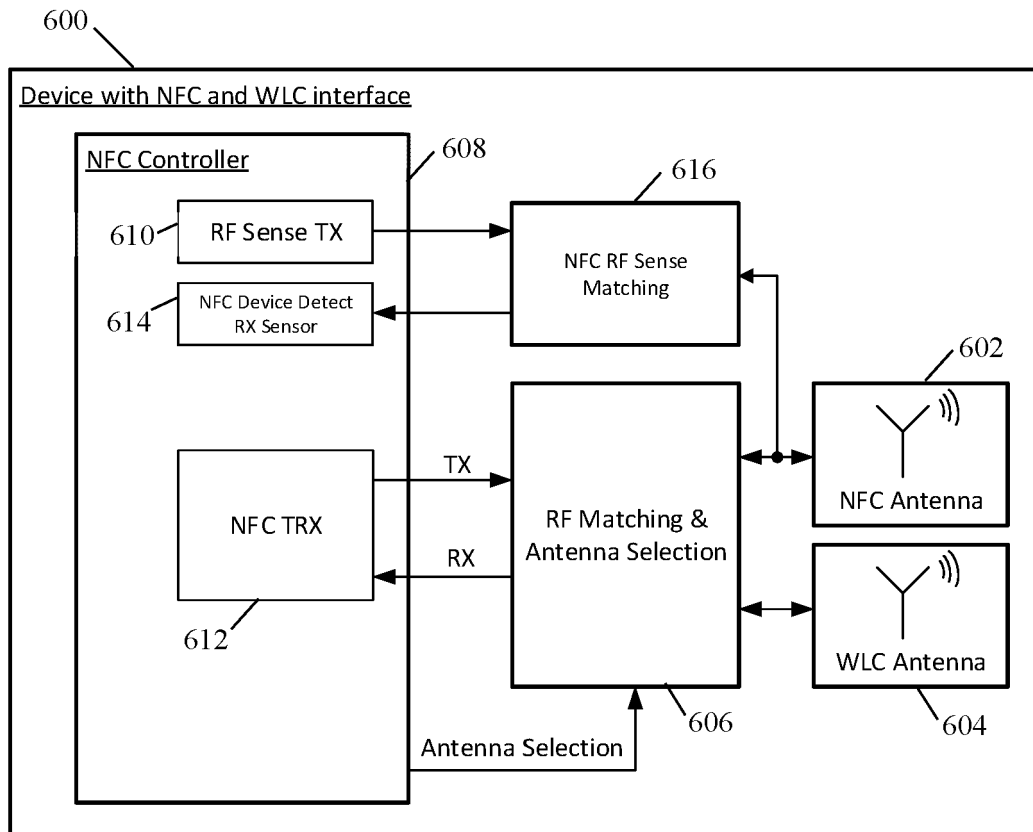 600
Device with NFC and WLC interface
NFC Controller
608
616
610
RF Sense TX
NFC RF Sense
Matching
614
NFC Device Detect
RX Sensor
602
NFC Antenna
TX
NFC TRX
RX
612
RF Matching &
Antenna Selection
WLC Antenna
604
606
Antenna Selection